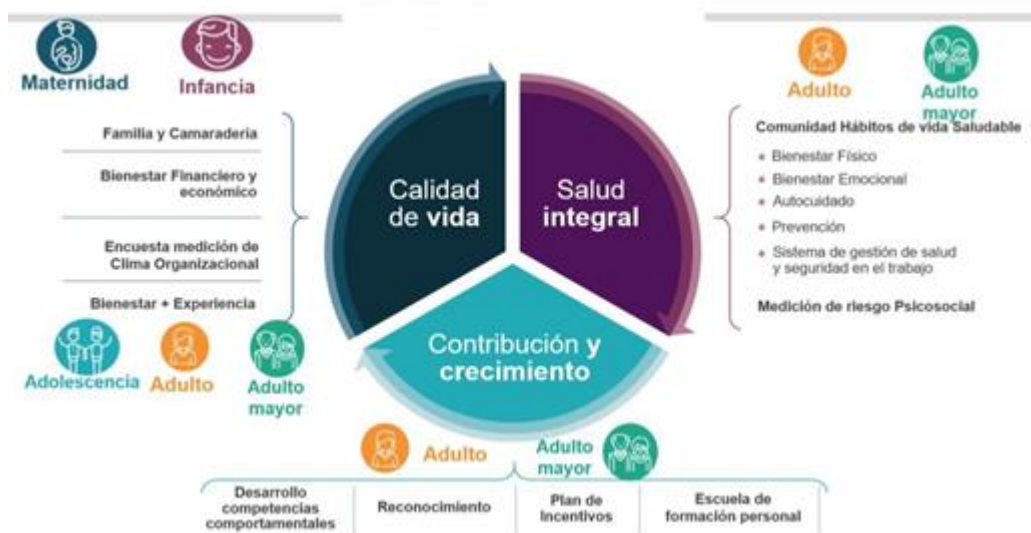 Maternidad
Infancia
Familia y Camaradería
Bienestar Financiero y
económico
Encuesta medición de
Clima Organizacional
Bienestar + Experiencia
Adolescencia
Adulto
Adulto
mayor
Calidad
de vida
Salud
integral
Contribución y
crecimiento
Adulto
Adulto
mayor
Comunidad Hábitos de vida Saludable
Bienestar Físico
Bienestar Emocional
Autocuidado
Prevención
Sistema de gestión de salud
y seguridad en el trabajo
Medición de riesgo Psicosocial
Adulto
Adulto
mayor
Desarrollo
competencias
comportamentales
Reconocimiento
Plan de
Incentivos
Escuela de
formación personal